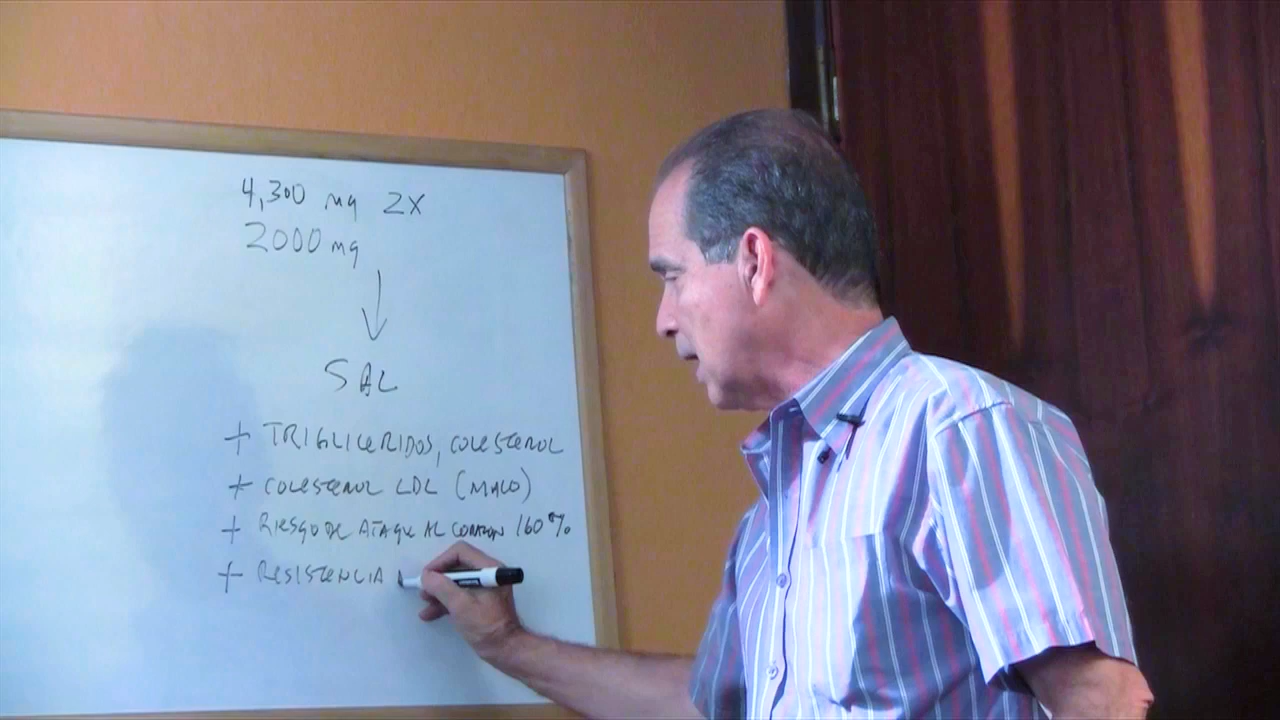 4,300 mg 2X
2000 mg
SAL
+ TRIGLICERIDOS, COLESTEROL
+ COLESTEROL LDL (MALO)
+ RIESGO DE ATAQUE AL CORAZON 160%
+ RESISTENCIA